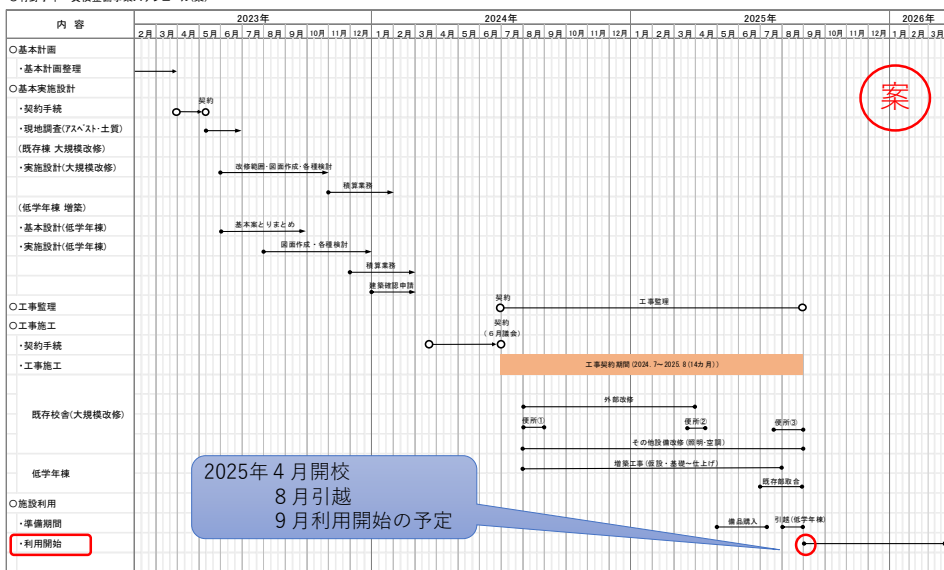 内 容
2023年 2024年 2025年 2026年
2月 3月 4月 5月 6月 7月 8月 9月 10月 11月 12月 1月 2月 3月 4月 5月 6月 7月 8月 9月 10月 11月 12月 1月 2月 3月 4月 5月 6月 7月 8月 9月 10月 11月 12月 1月 2月 3月
○基本計画
・基本計画整理
案
○基本実施設計
契約
・契約手続
・現地調査(アスベスト・土質)
(既存棟 大規模改修)
・実施設計(大規模改修) 改修範囲・図面作成・各種検討
積算業務
(低学年棟 増築)
・基本設計(低学年棟) 基本案とりまとめ
・実施設計(低学年棟) 図面作成・各種検討
積算業務
建築確認申請
○工事監理 契約 工事監理
○工事施工 契約
(6月議会)
・契約手続
・工事施工 工事契約期間(2024.7~2025.8(14カ月))
外部改修
既存校舎(大規模改修) 便所① 便所② 便所③
その他設備改修(照明・空調)
低学年棟 増築工事(仮設・基礎~仕上げ)
既存部取合
2025年4月開校
8月引越
9月利用開始の予定
○施設利用
・準備期間 備品購入 引越(低学年棟)
・利用開始